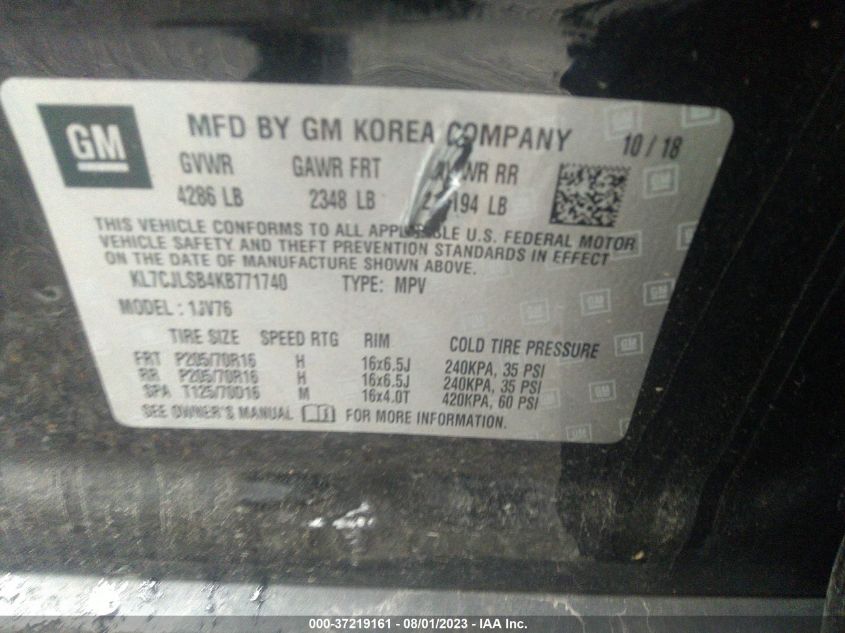 GM
MFD BY GM KOREA COMPANY 10/18
GVWR GAWR FRT WR RR
4286 LB 2348 LB 194 LB
THIS VEHICLE CONFORMS TO ALL APPLICABLE U.S. FEDERAL MOTOR
VEHICLE SAFETY AND THEFT PREVENTION STANDARDS IN EFFECT
ON THE DATE OF MANUFACTURE SHOWN ABOVE.
KL7CJLSB4KB771740 TYPE: MPV
MODEL: 1JV76
TIRE SIZE SPEED RTG RIM COLD TIRE PRESSURE
FRT P205/70R16 H 16x6.5J 240KPA, 35 PSI
RR P205/70R16 H 16x6.5J 240KPA, 35 PSI
SPA T125/70D16 M 16x4.0T 420KPA, 60 PSI
SEE OWNER'S MANUAL FOR MORE INFORMATION.
000-37219161 - 08/01/2023 - IAA Inc.